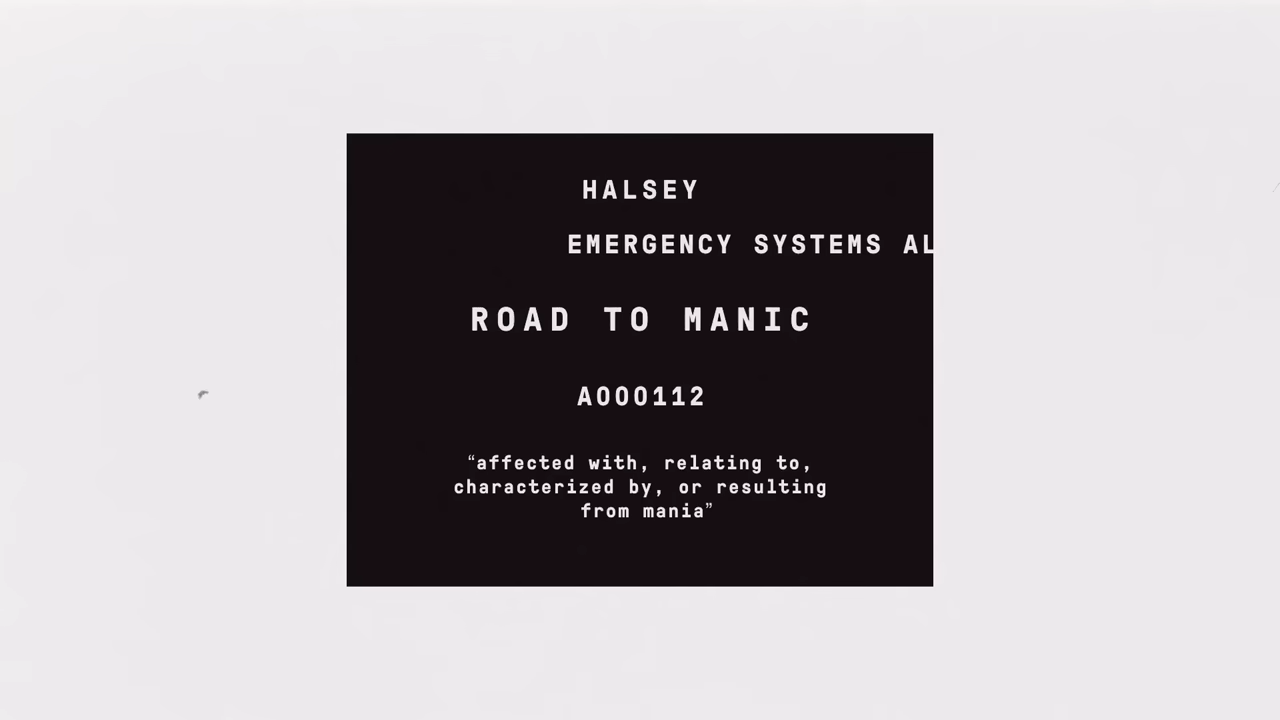 HALSEY
EMERGENCY SYSTEMS AL
ROAD TO MANIC
A000112
“affected with, relating to,
characterized by, or resulting
from mania”